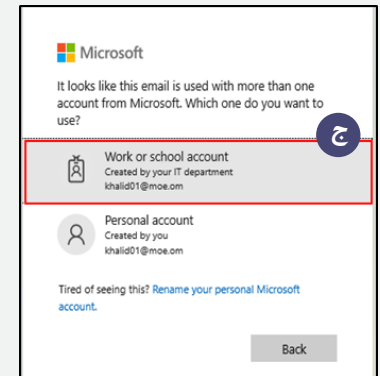 Microsoft
It looks like this email is used with more than one
account from Microsoft. Which one do you want to
use?
ج
Work or school account
Created by your IT department
khalid01@moe.om
Personal account
Created by you
khalid01@moe.om
Tired of seeing this? Rename your personal Microsoft
account.
Back